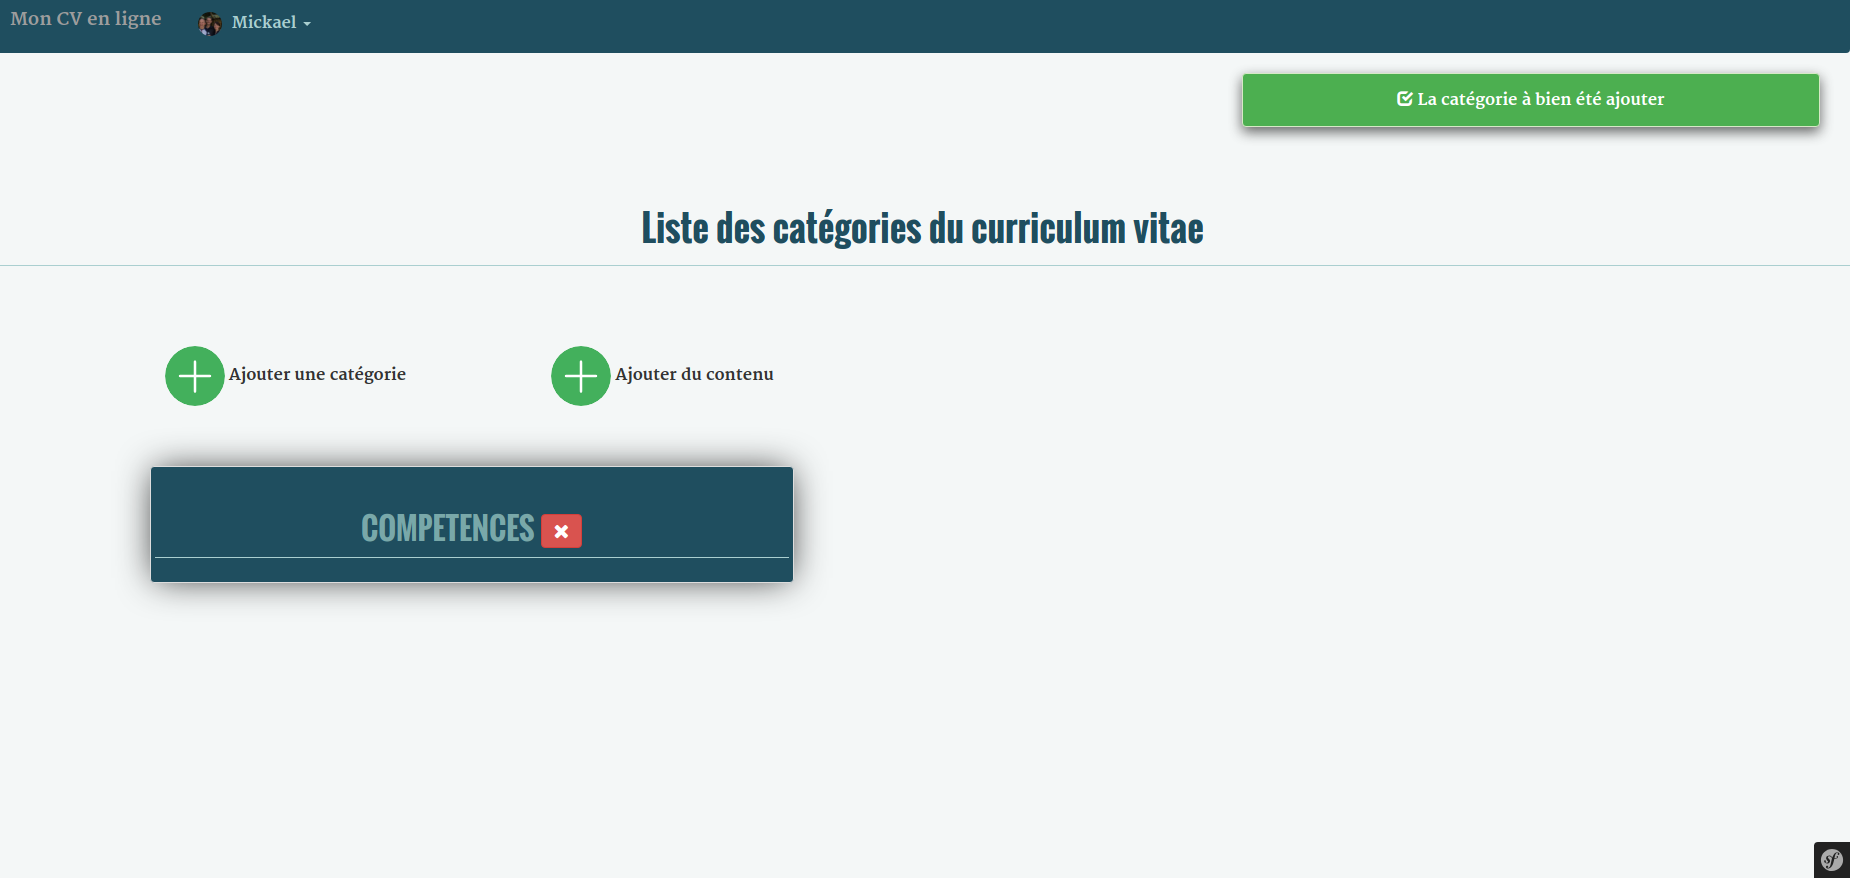 Mon CV en ligne
Mickael
La catégorie à bien été ajouter
Liste des catégories du curriculum vitae
Ajouter une catégorie
Ajouter du contenu
COMPETENCES
sf